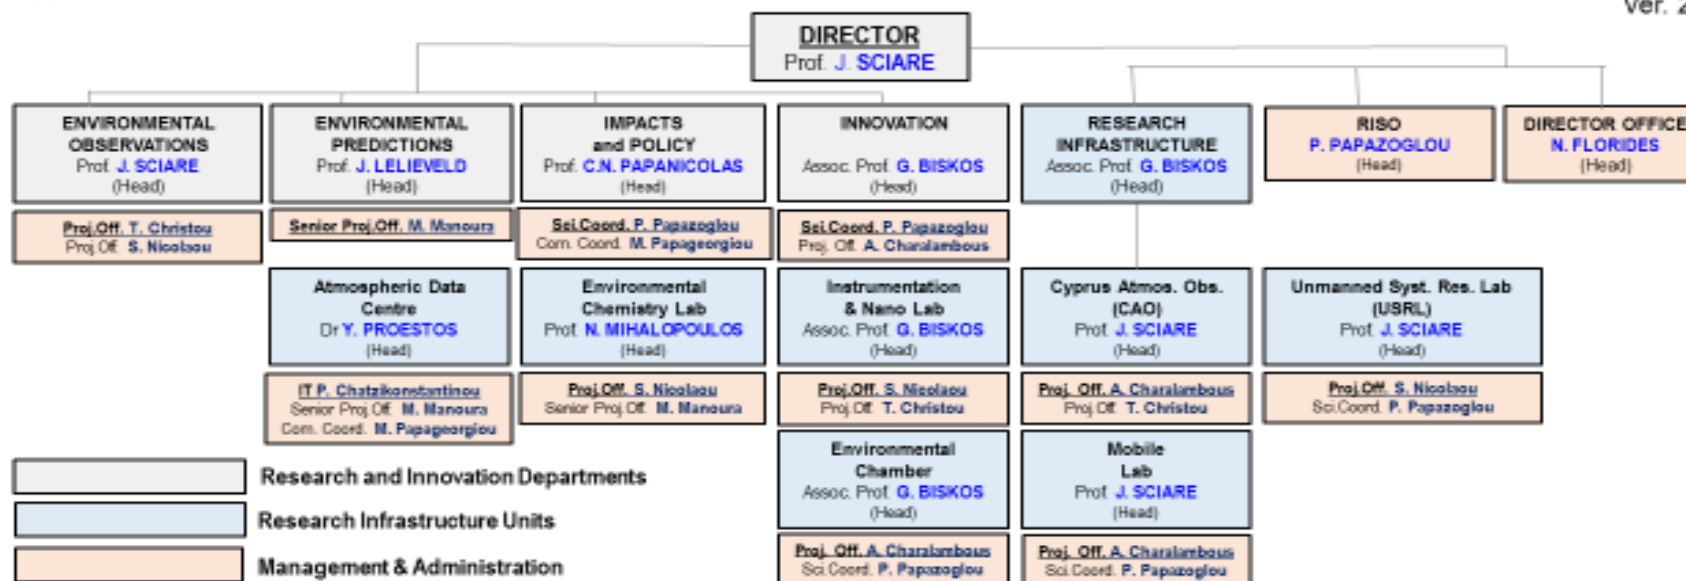 Ver. 2
DIRECTOR
Prof. J. SCIARE
ENVIRONMENTAL
OBSERVATIONS
Prof. J. SCIARE
(Head)
ENVIRONMENTAL
PREDICTIONS
Prof. J. LELIEVELD
(Head)
IMPACTS
and POLICY
Prof. C.N. PAPANICOLAS
(Head)
INNOVATION
Assoc. Prof. G. BISKOS
(Head)
RESEARCH
INFRASTRUCTURE
Assoc. Prof. G. BISKOS
(Head)
RISO
P. PAPAZOGLOU
(Head)
DIRECTOR OFFICE
N. FLORIDES
(Head)
Proj.Off. T. Christou
Proj.Off. S. Nicolaou
Senior Proj.Off. M. Manoura
Sci.Coord. P. Papazoglou
Com. Coord. M. Papageorgiou
Sci.Coord. P. Papazoglou
Proj. Off. A. Charalambous
Atmospheric Data
Centre
Dr Y. PROESTOS
(Head)
Environmental
Chemistry Lab
Prof. N. MIHALOPOULOS
(Head)
Instrumentation
& Nano Lab
Assoc. Prof. G. BISKOS
(Head)
Cyprus Atmos. Obs.
(CAO)
Prof. J. SCIARE
(Head)
Unmanned Syst. Res. Lab
(USRL)
Prof. J. SCIARE
(Head)
IT P. Chatzikonstantinou
Senior Proj.Off. M. Manoura
Com. Coord. M. Papageorgiou
Proj.Off. S. Nicolaou
Senior Proj.Off. M. Manoura
Proj.Off. S. Nicolaou
Proj.Off. T. Christou
Proj. Off. A. Charalambous
Proj.Off. T. Christou
Proj.Off. S. Nicolaou
Sci.Coord. P. Papazoglou
Environmental
Chamber
Assoc. Prof. G. BISKOS
(Head)
Mobile
Lab
Prof. J. SCIARE
(Head)
Proj. Off. A. Charalambous
Sci.Coord. P. Papazoglou
Proj. Off. A. Charalambous
Sci.Coord. P. Papazoglou
Research and Innovation Departments
Research Infrastructure Units
Management & Administration